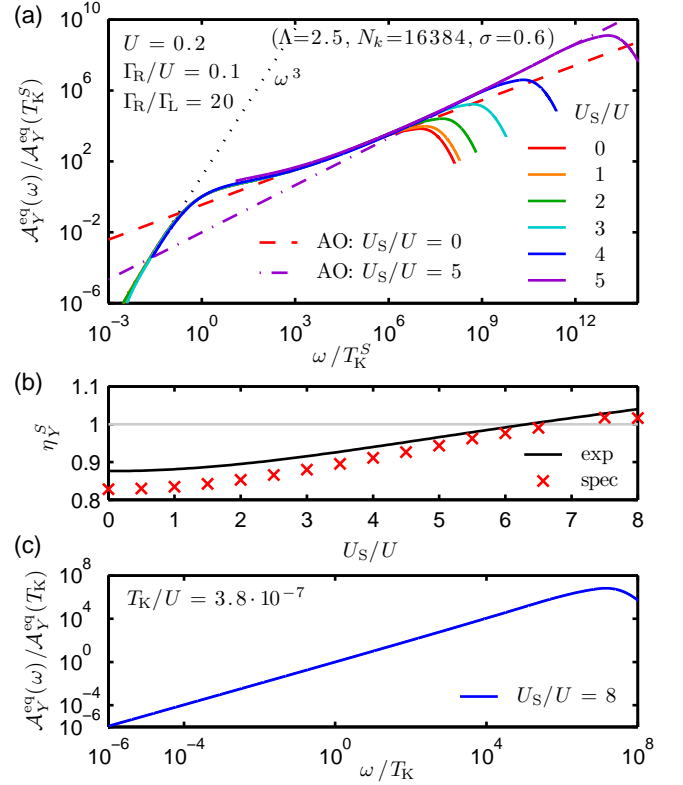 (a)
10^10
10^6
10^2
10^−2
10^−6
A_Y^eq(ω)/A_Y^eq(T_K^S)
U = 0.2
Γ_R/U = 0.1
Γ_R/Γ_L = 20
(Λ=2.5, N_k=16384, σ=0.6)
ω^3
U_S/U
0
1
2
3
4
5
AO: U_S/U = 0
AO: U_S/U = 5
10^−3 10^0 10^3 10^6 10^9 10^12
ω/T_K^S
(b)
1.1
1
0.9
0.8
η_Y^S
exp
spec
0 1 2 3 4 5 6 7 8
U_S/U
(c)
10^8
10^4
10^0
10^−4
10^−6
A_Y^eq(ω)/A_Y^eq(T_K)
T_K/U = 3.8·10^−7
U_S/U = 8
10^−6 10^−4 10^0 10^4 10^8
ω/T_K